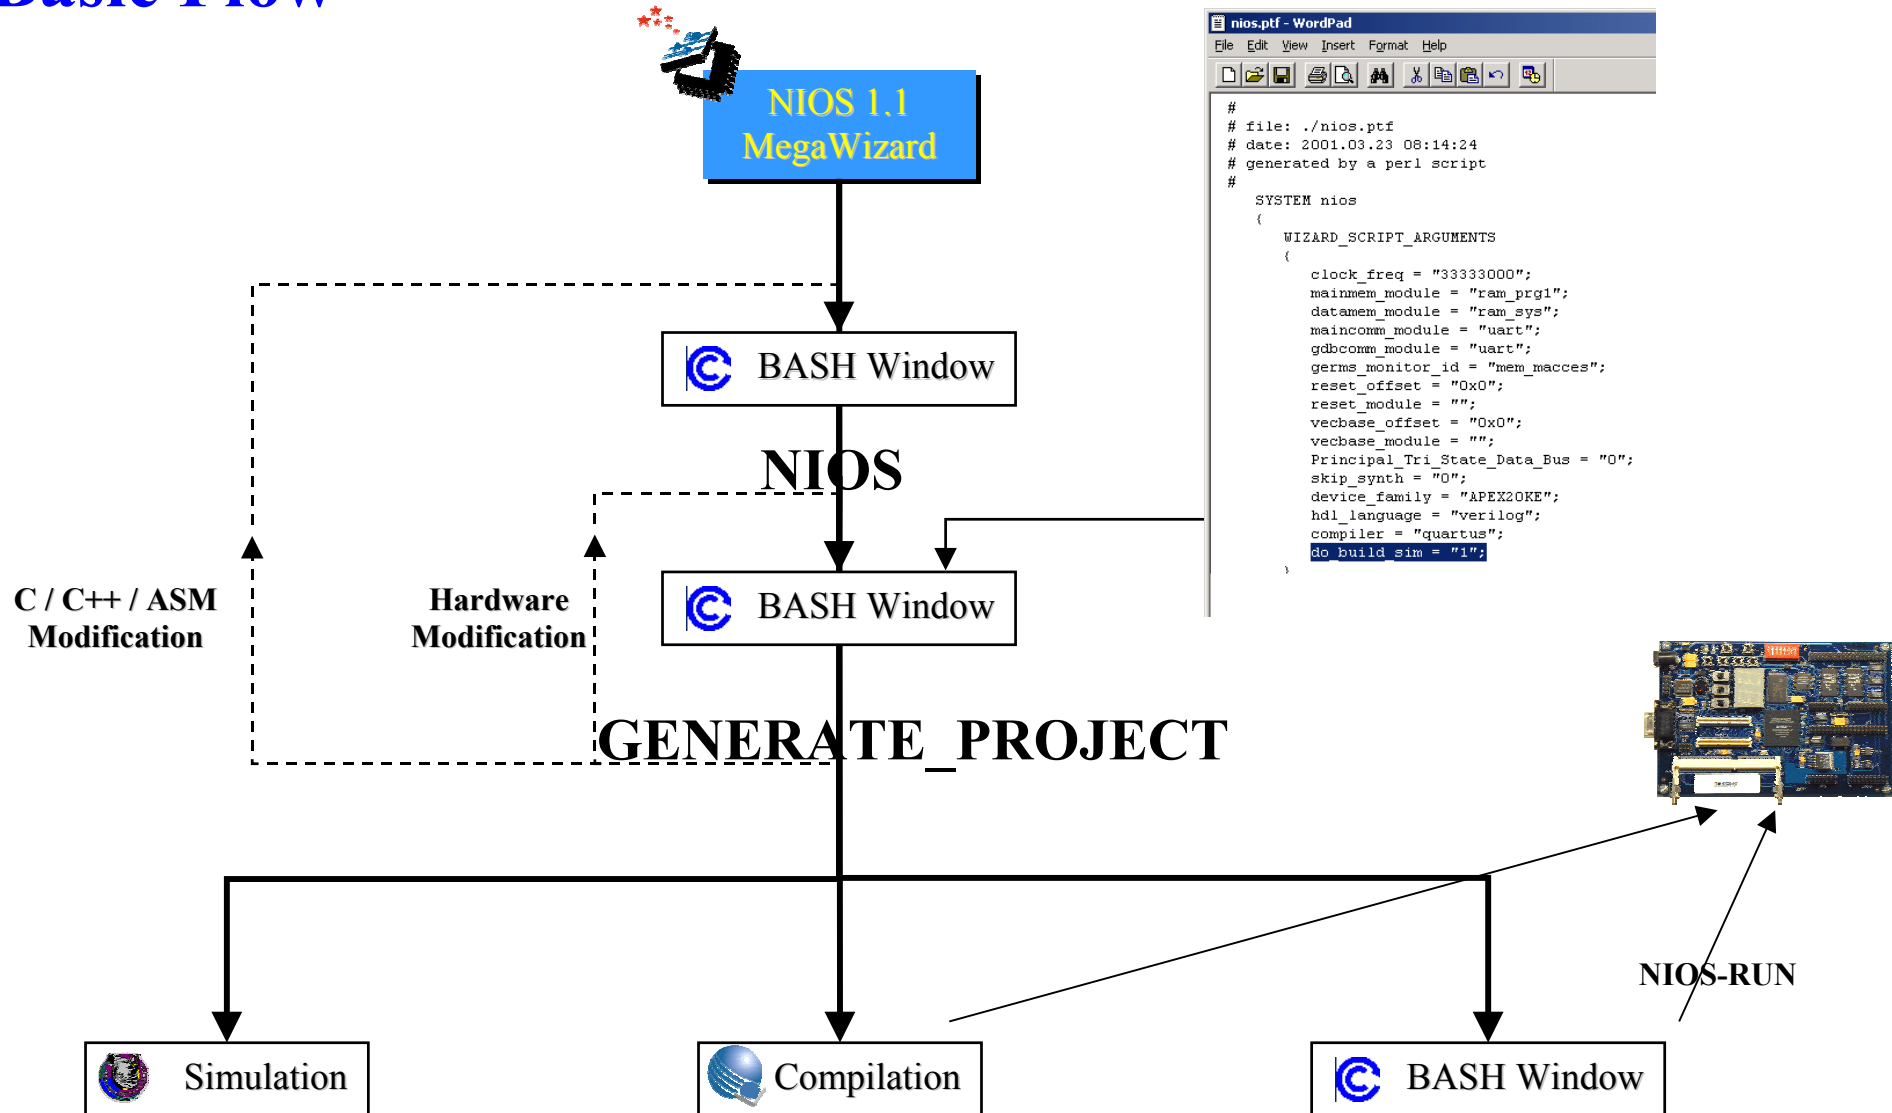 Basic Flow
NIOS 1.1
MegaWizard
BASH Window
NIOS
BASH Window
C / C++ / ASM
Modification
Hardware
Modification
GENERATE_PROJECT
nios.ptf - WordPad
File Edit View Insert Format Help
#
# file: ./nios.ptf
# date: 2001.03.23 08:14:24
# generated by a perl script
#
SYSTEM nios
{
WIZARD_SCRIPT_ARGUMENTS
{
clock_freq = "33333000";
mainmem_module = "ram_prg1";
datamem_module = "ram_sys";
maincomm_module = "uart";
gdbcomm_module = "uart";
germs_monitor_id = "mem_macces";
reset_offset = "0x0";
reset_module = "";
vecbase_offset = "0x0";
vecbase_module = "";
Principal_Tri_State_Data_Bus = "0";
skip_synth = "0";
device_family = "APEX20KE";
hdl_language = "verilog";
compiler = "quartus";
do_build_sim = "1";
}
NIOS-RUN
Simulation
Compilation
BASH Window